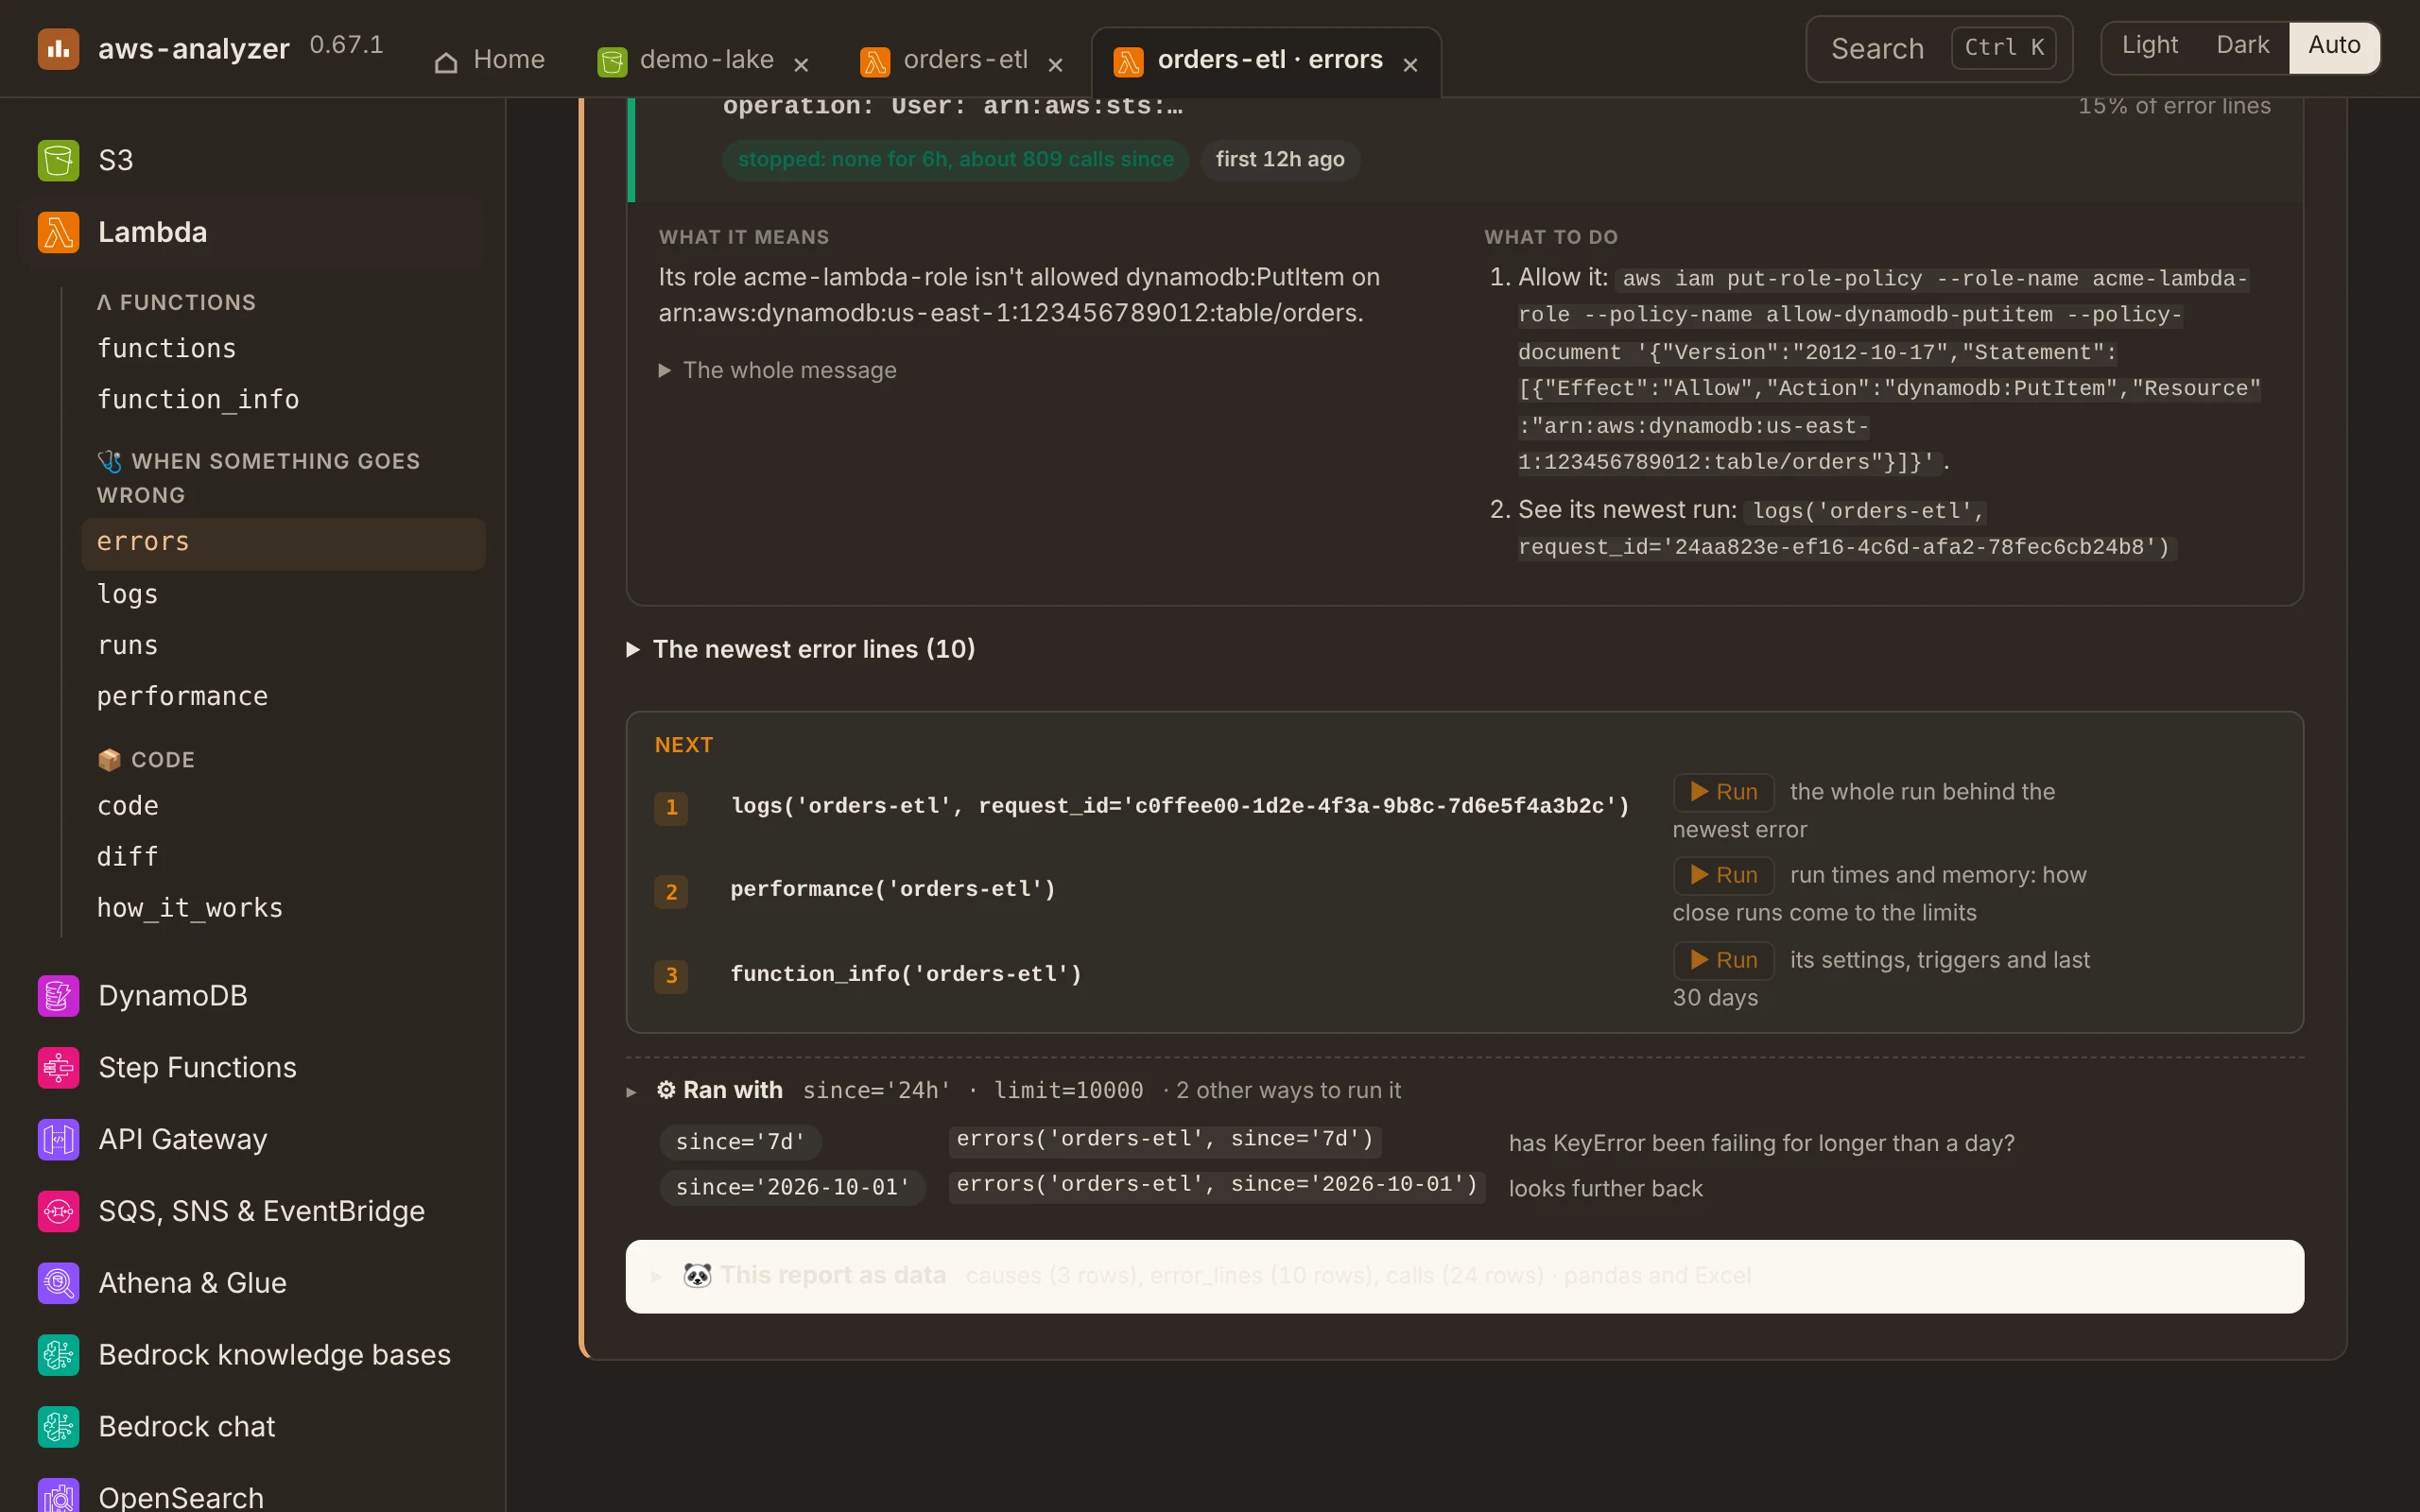 aws-analyzer 0.67.1
Home
demo-lake ×
orders-etl ×
orders-etl · errors ×
Search Ctrl K
Light Dark Auto
S3
Lambda
Λ FUNCTIONS
functions
function_info
WHEN SOMETHING GOES
WRONG
errors
logs
runs
performance
CODE
code
diff
how_it_works
DynamoDB
Step Functions
API Gateway
SQS, SNS & EventBridge
Athena & Glue
Bedrock knowledge bases
Bedrock chat
OpenSearch
operation: User: arn:aws:sts:…
15% of error lines
stopped: none for 6h, about 809 calls since
first 12h ago
WHAT IT MEANS
Its role acme-lambda-role isn't allowed dynamodb:PutItem on
arn:aws:dynamodb:us-east-1:123456789012:table/orders.
The whole message
WHAT TO DO
1. Allow it: aws iam put-role-policy --role-name acme-lambda-
role --policy-name allow-dynamodb-putitem --policy-
document '{"Version":"2012-10-17","Statement":
[{"Effect":"Allow","Action":"dynamodb:PutItem","Resource"
:"arn:aws:dynamodb:us-east-
1:123456789012:table/orders"}]}'.
2. See its newest run: logs('orders-etl',
request_id='24aa823e-ef16-4c6d-afa2-78fec6cb24b8')
The newest error lines (10)
NEXT
1 logs('orders-etl', request_id='c0ffee00-1d2e-4f3a-9b8c-7d6e5f4a3b2c')
Run the whole run behind the
newest error
2 performance('orders-etl')
Run run times and memory: how
close runs come to the limits
3 function_info('orders-etl')
Run its settings, triggers and last
30 days
Ran with since='24h' · limit=10000 · 2 other ways to run it
since='7d' errors('orders-etl', since='7d') has KeyError been failing for longer than a day?
since='2026-10-01' errors('orders-etl', since='2026-10-01') looks further back
This report as data causes (3 rows), error_lines (10 rows), calls (24 rows) · pandas and Excel